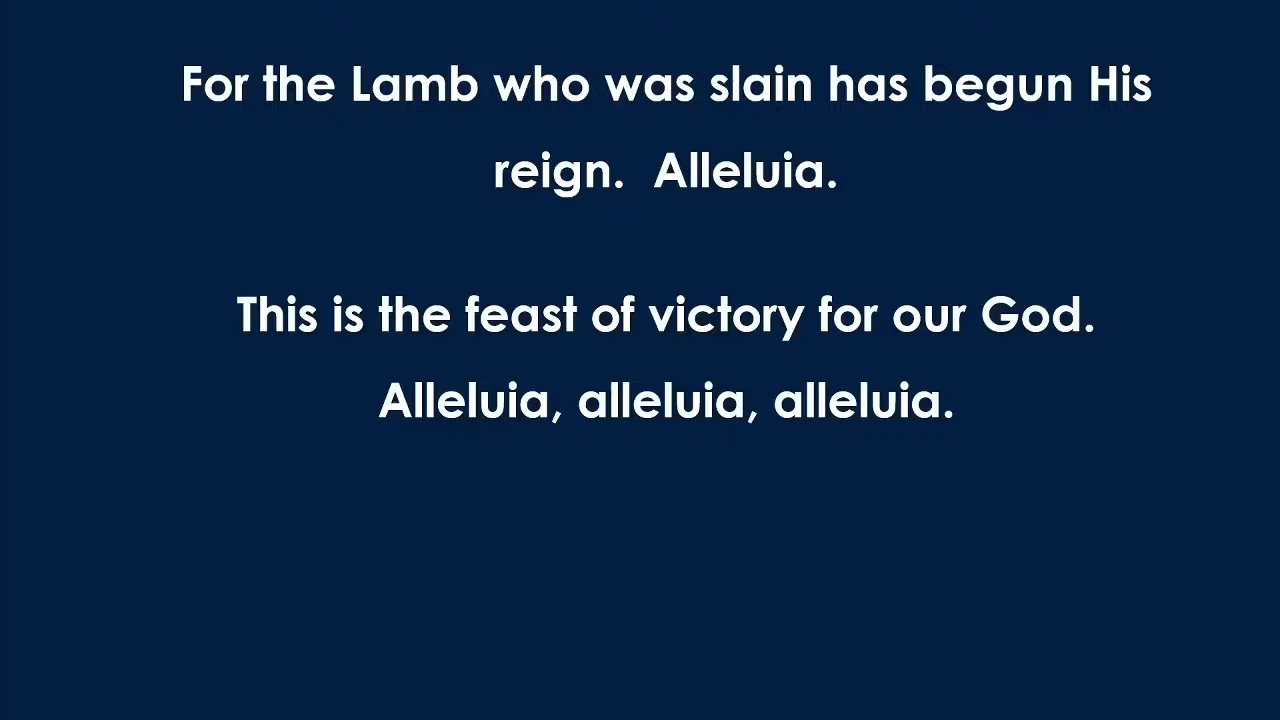 For the Lamb who was slain has begun His
reign.  Alleluia.
This is the feast of victory for our God.
Alleluia, alleluia, alleluia.